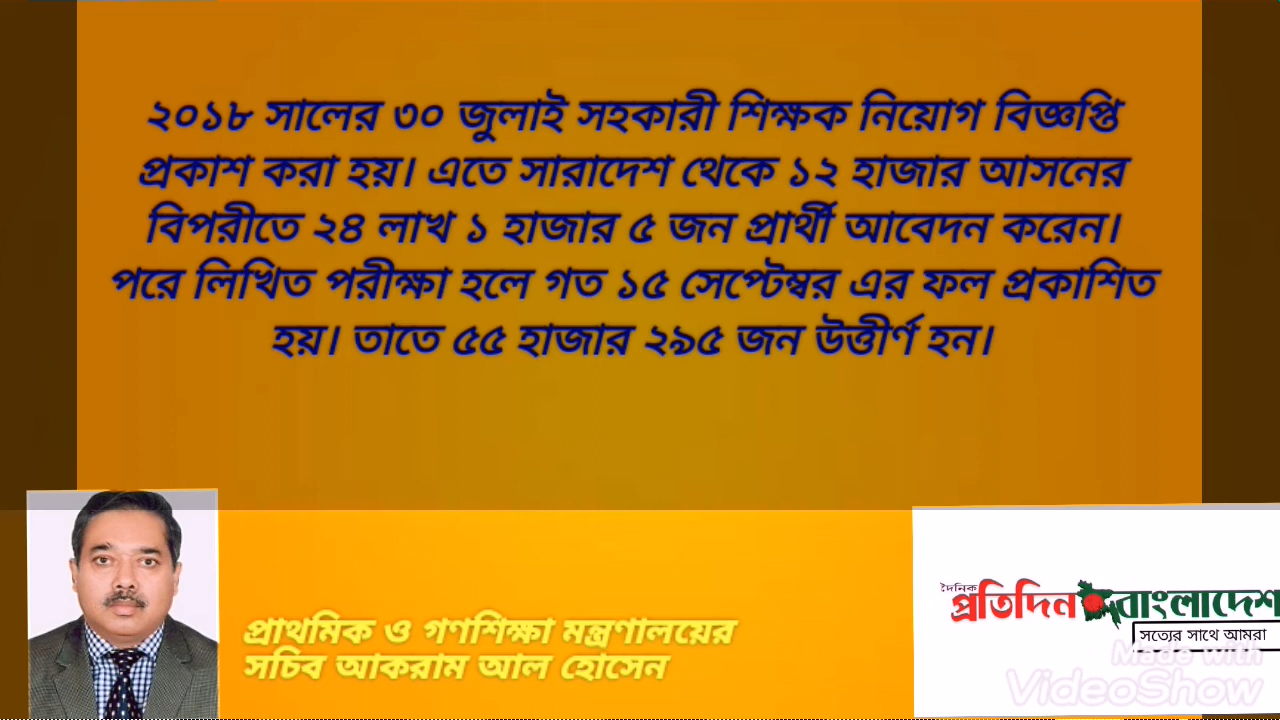 ২০১৮ সালের ৩০ জুলাই সহকারী শিক্ষক নিয়োগ বিজ্ঞপ্তি
প্রকাশ করা হয়। এতে সারাদেশ থেকে ১২ হাজার আসনের
বিপরীতে ২৪ লাখ ১ হাজার ৫ জন প্রার্থী আবেদন করেন।
পরে লিখিত পরীক্ষা হলে গত ১৫ সেপ্টেম্বর এর ফল প্রকাশিত
হয়। তাতে ৫৫ হাজার ২৯৫ জন উত্তীর্ণ হন।
প্রাথমিক ও গণশিক্ষা মন্ত্রণালয়ের
সচিব আকরাম আল হোসেন
দৈনিক
প্রতিদিন বাংলাদেশ
সত্যের সাথে আমরা
Made with
VideoShow